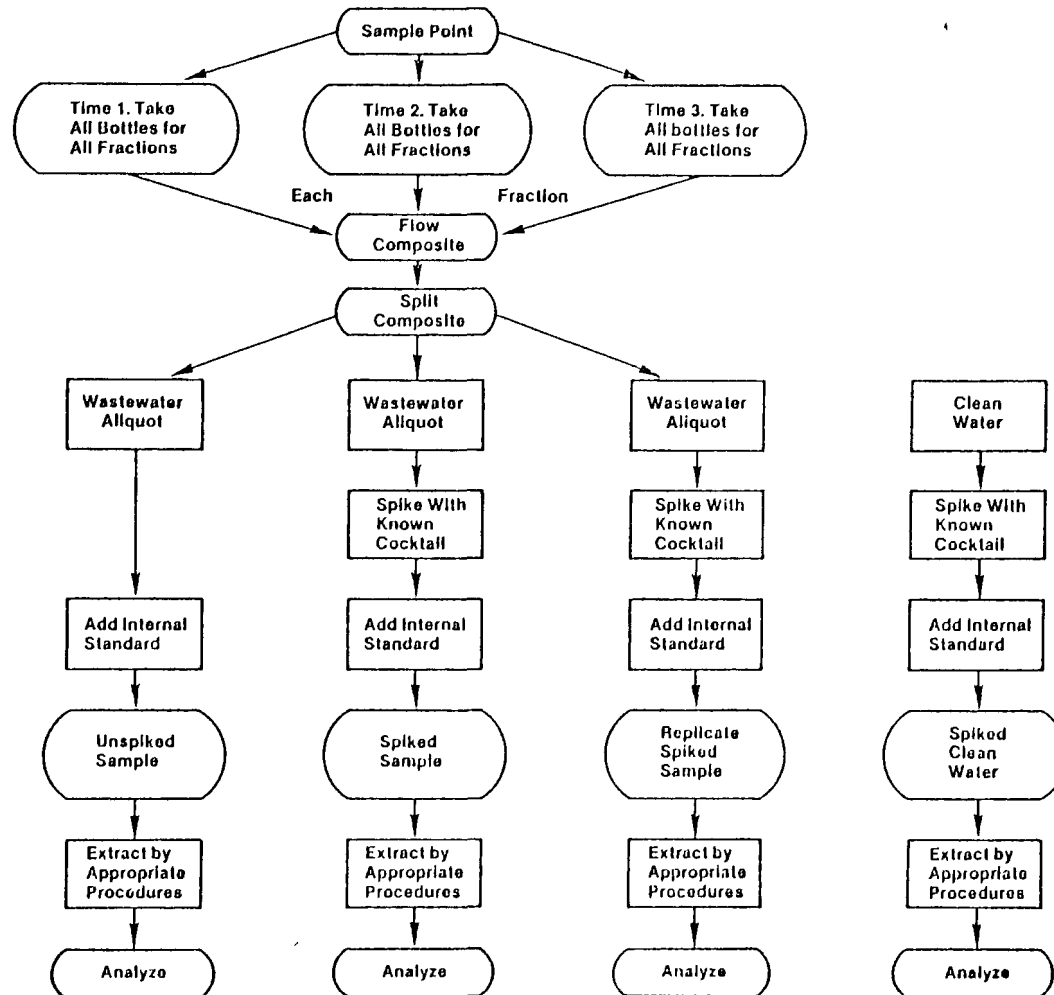 Sample Point
Time 1. Take
All Bottles for
All Fractions
Time 2. Take
All Bottles for
All Fractions
Time 3. Take
All bottles for
All Fractions
Each
Fraction
Flow
Composite
Split
Composite
Wastewater
Aliquot
Wastewater
Aliquot
Wastewater
Aliquot
Clean
Water
Spike With
Known
Cocktail
Spike With
Known
Cocktail
Spike With
Known
Cocktail
Add Internal
Standard
Add Internal
Standard
Add Internal
Standard
Add Internal
Standard
Unspiked
Sample
Spiked
Sample
Replicate
Spiked
Sample
Spiked
Clean
Water
Extract by
Appropriate
Procedures
Extract by
Appropriate
Procedures
Extract by
Appropriate
Procedures
Extract by
Appropriate
Procedures
Analyze
Analyze
Analyze
Analyze